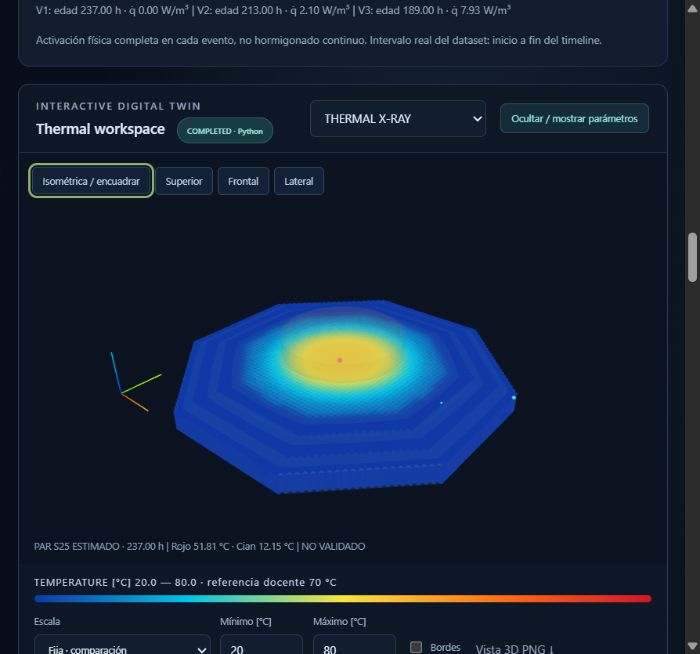 V1: edad 237.00 h · q̇ 0.00 W/m³ | V2: edad 213.00 h · q̇ 2.10 W/m³ | V3: edad 189.00 h · q̇ 7.93 W/m³
Activación física completa en cada evento, no hormigonado continuo. Intervalo real del dataset: inicio a fin del timeline.
INTERACTIVE DIGITAL TWIN
Thermal workspace
COMPLETED · Python
THERMAL X-RAY
Ocultar / mostrar parámetros
Isométrica / encuadrar
Superior
Frontal
Lateral
PAR S25 ESTIMADO · 237.00 h | Rojo 51.81 °C · Cian 12.15 °C | NO VALIDADO
TEMPERATURE [°C] 20.0 — 80.0 · referencia docente 70 °C
Escala
Mínimo [°C]
Máximo [°C]
Fija · comparación
20
80
Bordes
Vista 3D PNG ↓